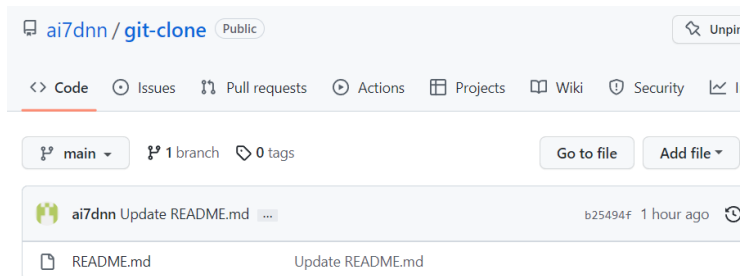 ai7dnn / git-clone Public Unpin
<> Code Issues Pull requests Actions Projects Wiki Security
main 1 branch 0 tags Go to file Add file
ai7dnn Update README.md ... b25494f 1 hour ago
README.md Update README.md